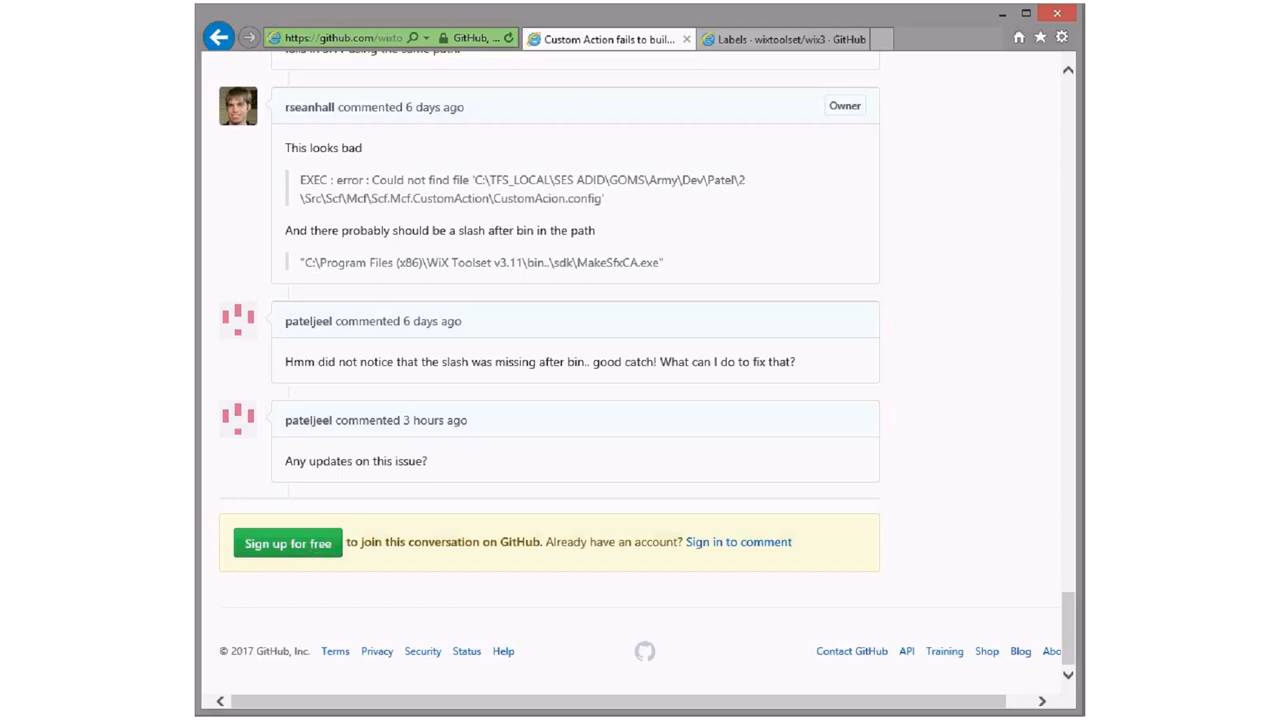 https://github.com/wixto
GitHub, ...
Custom Action fails to buil...
Labels · wixtoolset/wix3 · GitHub
rseanhall commented 6 days ago
Owner
This looks bad
EXEC : error : Could not find file 'C:\TFS_LOCAL\SES ADID\GOMS\Army\Dev\Patel\2
\Src\Scf\Mcf\Scf.Mcf.CustomAction\CustomAcion.config'
And there probably should be a slash after bin in the path
"C:\Program Files (x86)\WiX Toolset v3.11\bin..\sdk\MakeSfxCA.exe"
pateljeel commented 6 days ago
Hmm did not notice that the slash was missing after bin.. good catch! What can I do to fix that?
pateljeel commented 3 hours ago
Any updates on this issue?
Sign up for free to join this conversation on GitHub. Already have an account? Sign in to comment
© 2017 GitHub, Inc. Terms Privacy Security Status Help
Contact GitHub API Training Shop Blog Abo